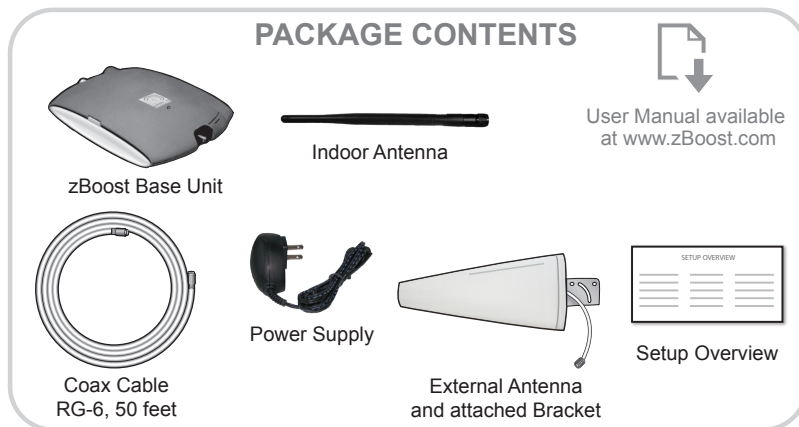 PACKAGE CONTENTS
User Manual available
at www.zBoost.com
zBoost Base Unit
Indoor Antenna
Coax Cable
RG-6, 50 feet
Power Supply
External Antenna
and attached Bracket
SETUP OVERVIEW
Setup Overview